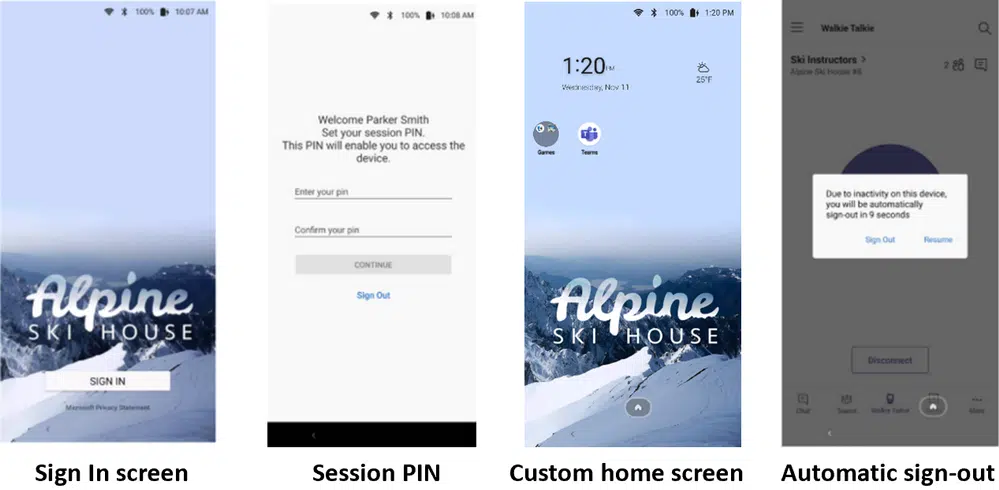 100% 10:07 AM
Alpine
SKI HOUSE
SIGN IN
Microsoft Privacy Statement
Sign In screen
100% 10:08 AM
Welcome Parker Smith
Set your session PIN.
This PIN will enable you to access the
device.
Enter your pin
Confirm your pin
CONTINUE
Sign Out
Session PIN
100% 1:20 PM
1:20 PM
Wednesday, Nov 11
25°F
Games
Teams
Alpine
SKI HOUSE
Custom home screen
Walkie Talkie
Ski Instructors >
Alpine Ski House #6
2
Due to inactivity on this device,
you will be automatically
sign-out in 9 seconds
Sign Out Resume
Disconnect
Chat Teams Walkie Talkie More
Automatic sign-out